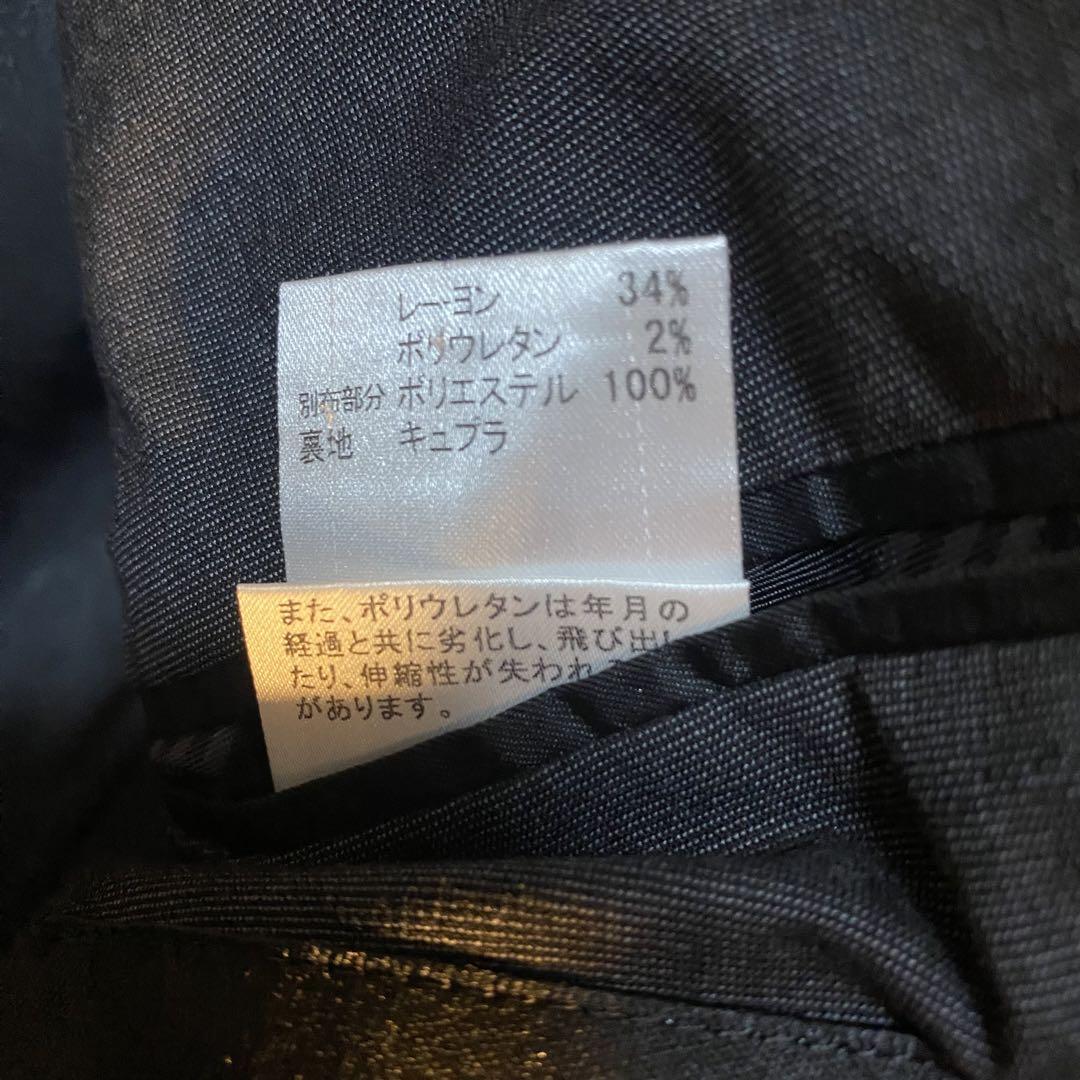 レーヨン 34%
ポリウレタン 2%
別布部分 ポリエステル 100%
裏地 キュプラ
また、ポリウレタンは年月の
経過と共に劣化し、飛び出し
たり、伸縮性が失われ
があります。